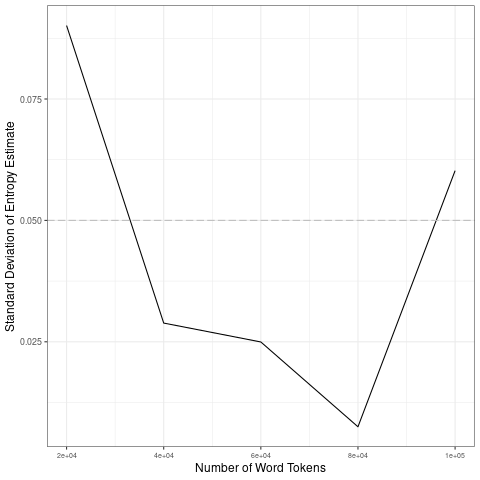 Standard Deviation of Entropy Estimate
0.075
0.050
0.025
2e+04 4e+04 6e+04 8e+04 1e+05
Number of Word Tokens